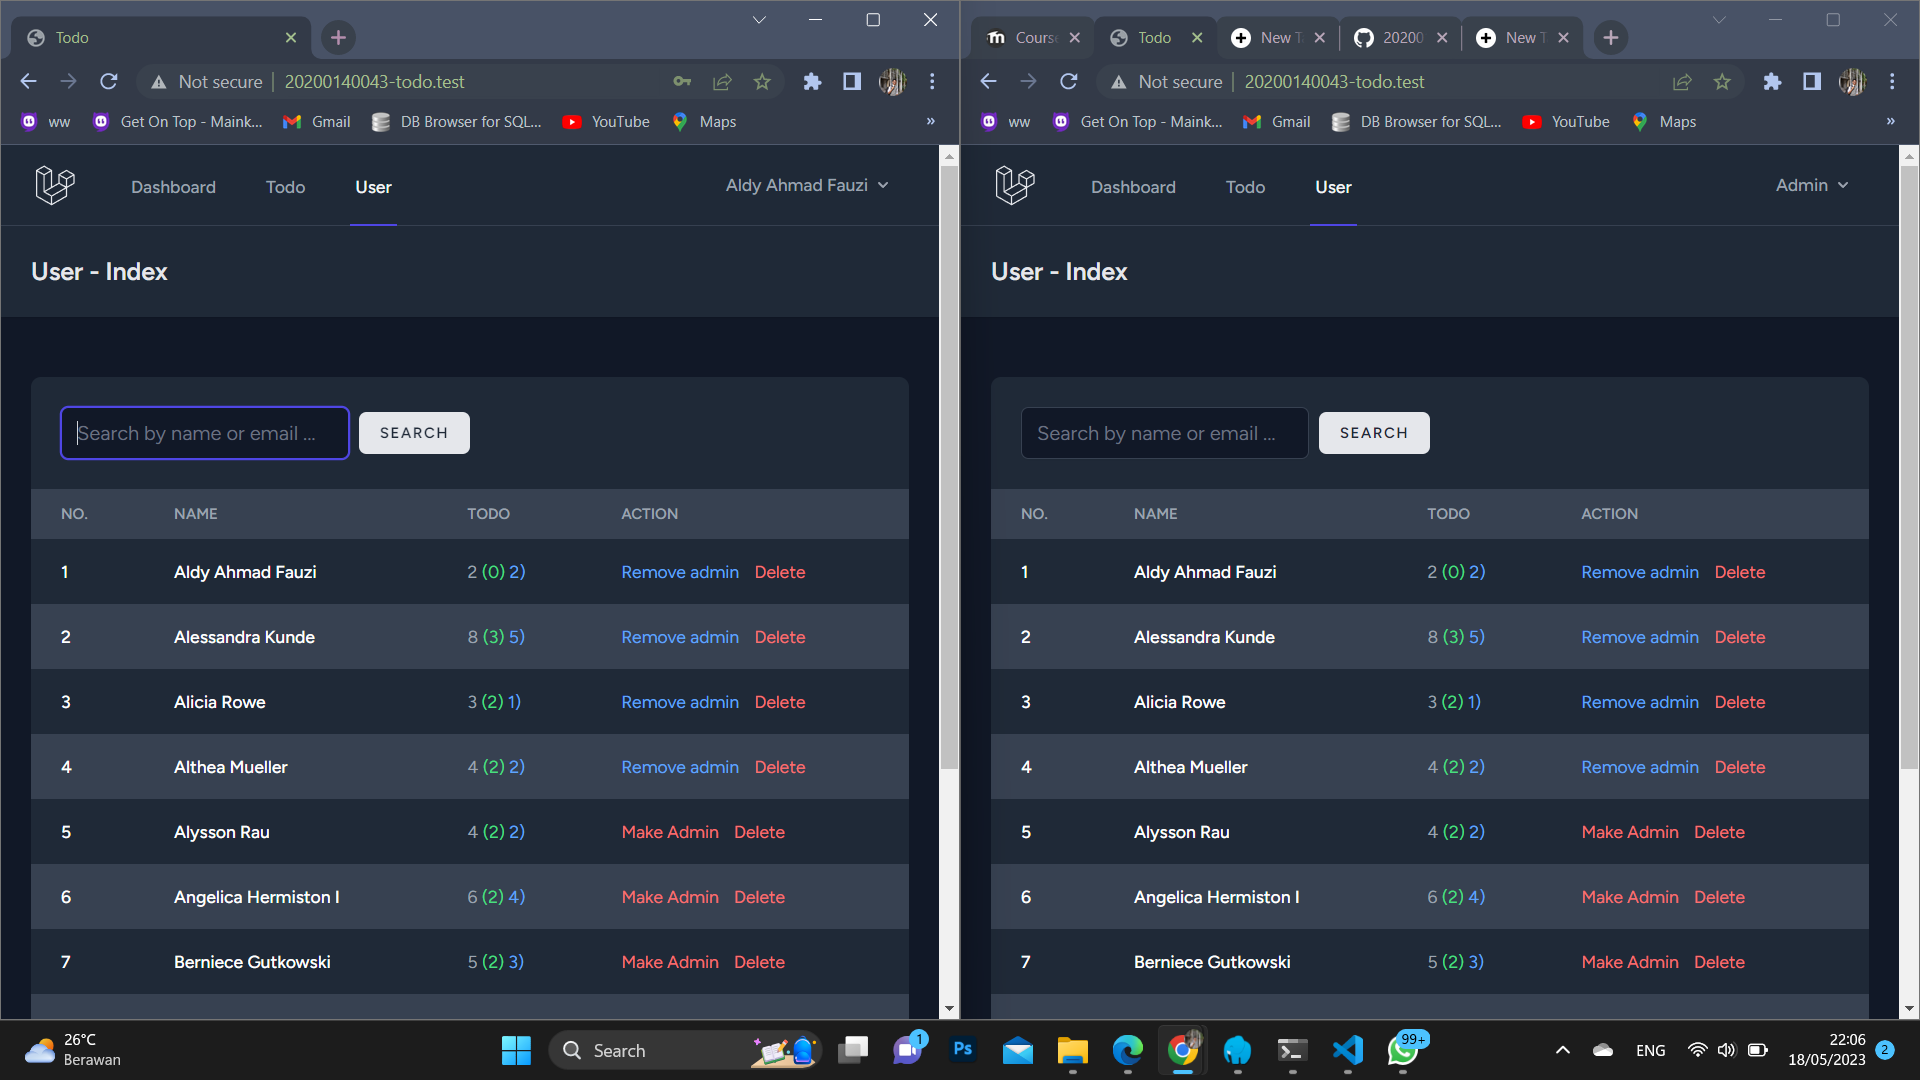 Todo
Not secure
20200140043-todo.test
ww
Get On Top - Maink...
Gmail
DB Browser for SQL...
YouTube
Maps
»
Dashboard
Todo
User
Aldy Ahmad Fauzi
User - Index
Search by name or email ...
SEARCH
NO. NAME TODO ACTION
1 Aldy Ahmad Fauzi 2 (0) 2) Remove admin Delete
2 Alessandra Kunde 8 (3) 5) Remove admin Delete
3 Alicia Rowe 3 (2) 1) Remove admin Delete
4 Althea Mueller 4 (2) 2) Remove admin Delete
5 Alysson Rau 4 (2) 2) Make Admin Delete
6 Angelica Hermiston I 6 (2) 4) Make Admin Delete
7 Berniece Gutkowski 5 (2) 3) Make Admin Delete
Course
Todo
New T
20200
New T
Not secure
20200140043-todo.test
ww
Get On Top - Maink...
Gmail
DB Browser for SQL...
YouTube
Maps
»
Dashboard
Todo
User
Admin
User - Index
Search by name or email ...
SEARCH
NO. NAME TODO ACTION
1 Aldy Ahmad Fauzi 2 (0) 2) Remove admin Delete
2 Alessandra Kunde 8 (3) 5) Remove admin Delete
3 Alicia Rowe 3 (2) 1) Remove admin Delete
4 Althea Mueller 4 (2) 2) Remove admin Delete
5 Alysson Rau 4 (2) 2) Make Admin Delete
6 Angelica Hermiston I 6 (2) 4) Make Admin Delete
7 Berniece Gutkowski 5 (2) 3) Make Admin Delete
26°C
Berawan
Search
1
Ps
99+
ENG
22:06
18/05/2023
2